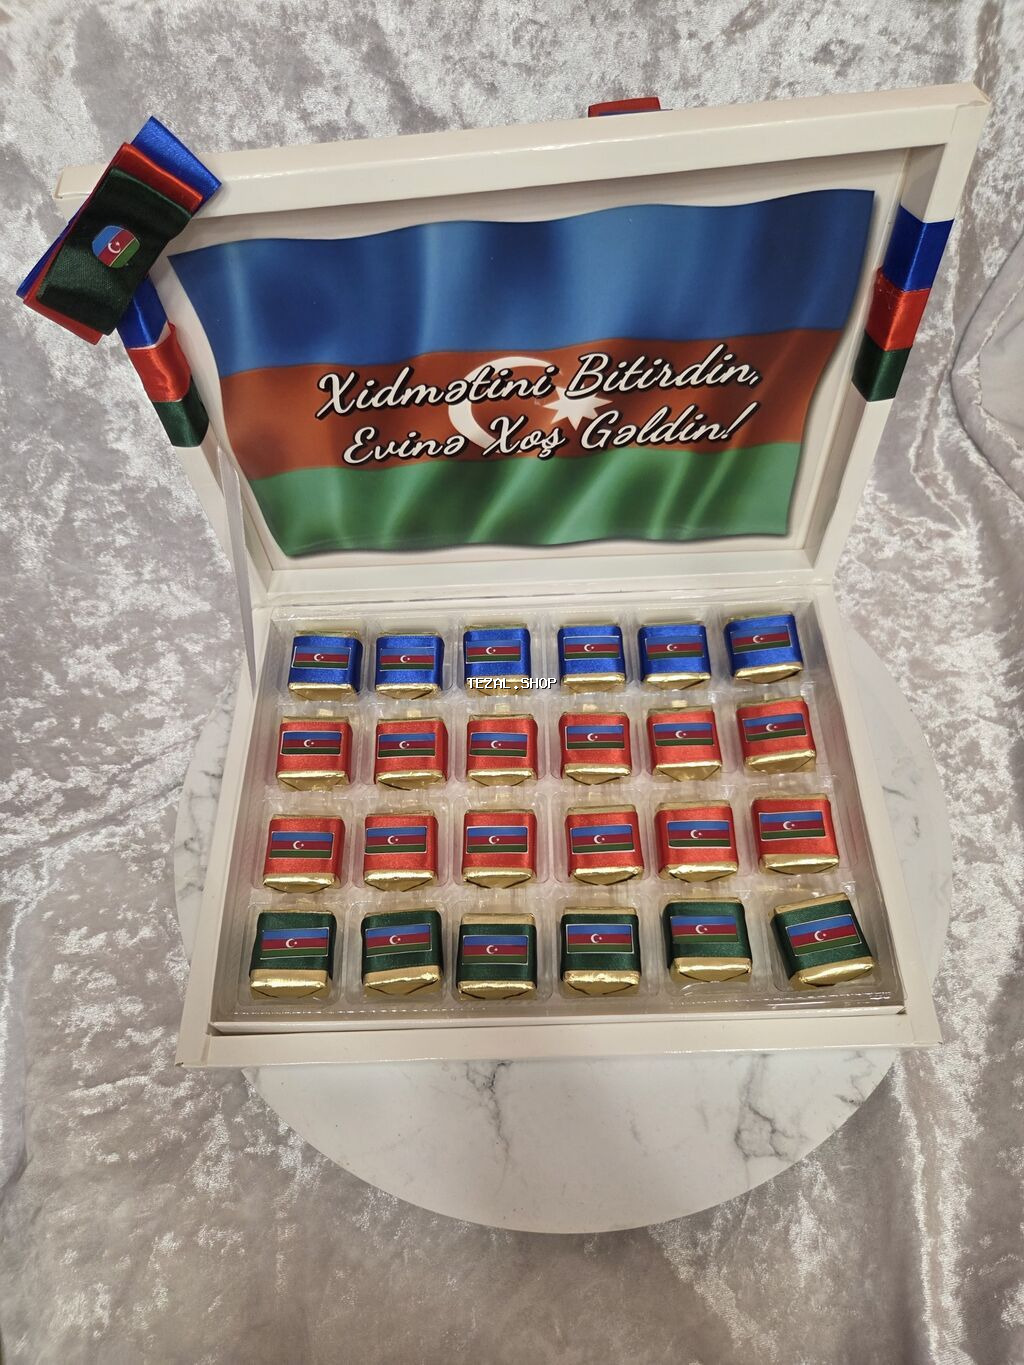 Xidmətini Bitirdin,
Evinə Xoş Gəldin!
TEZAL.SHOP